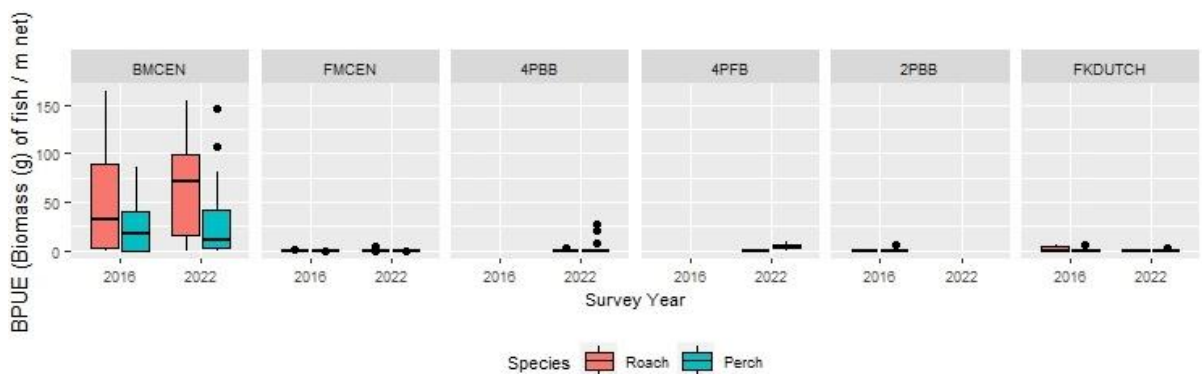 BPUE (Biomass (g) of fish / m net)
BMCEN FMCEN 4PBB 4PFB 2PBB FKDUTCH
150
100
50
0
2016 2022 2016 2022 2016 2022 2016 2022 2016 2022 2016 2022
Survey Year
Species Roach Perch